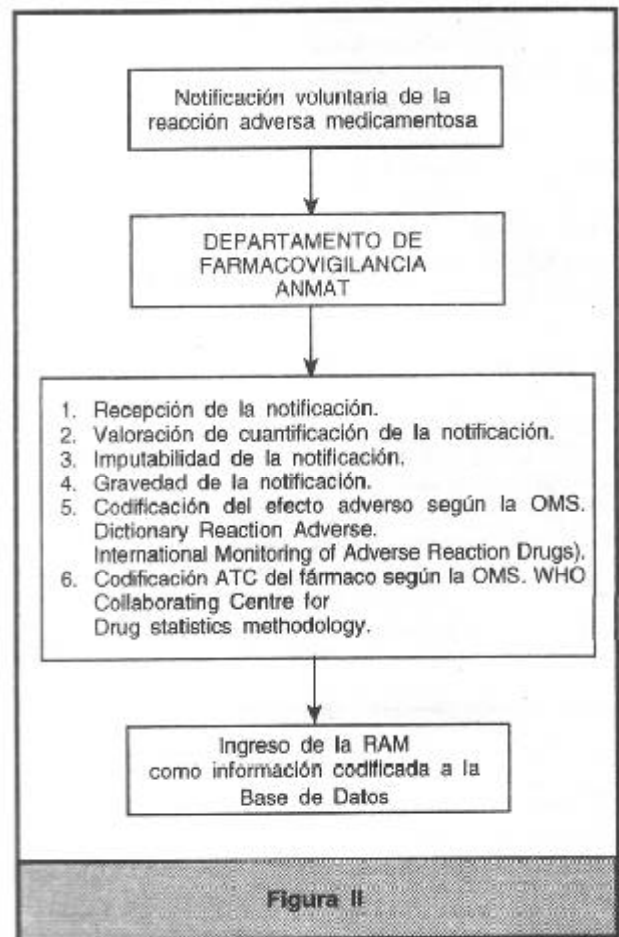 Notificación voluntaria de la
reacción adversa medicamentosa
DEPARTAMENTO DE
FARMACOVIGILANCIA
ANMAT
1. Recepción de la notificación.
2. Valoración de cuantificación de la notificación.
3. Imputabilidad de la notificación.
4. Gravedad de la notificación.
5. Codificación del efecto adverso según la OMS.
Dictionary Reaction Adverse.
International Monitoring of Adverse Reaction Drugs).
6. Codificación ATC del fármaco según la OMS. WHO
Collaborating Centre for
Drug statistics methodology.
Ingreso de la RAM
como información codificada a la
Base de Datos
Figura II